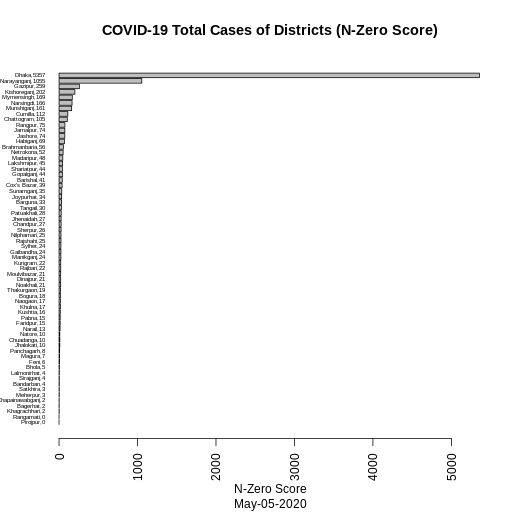 COVID-19 Total Cases of Districts (N-Zero Score)
Dhaka, 5357
Narayanganj, 1055
Gazipur, 259
Kishoreganj, 202
Mymensingh, 169
Narsingdi, 166
Munshiganj, 161
Cumilla, 112
Chattogram, 105
Rangpur, 75
Jamalpur, 74
Jashore, 74
Habiganj, 69
Brahmanbaria, 56
Netrokona, 52
Madaripur, 48
Lakshmipur, 45
Shariatpur, 44
Gopalganj, 44
Barishal, 41
Cox's Bazar, 39
Sunamganj, 35
Joypurhat, 34
Barguna, 33
Tangail, 30
Patuakhali, 28
Jhenaidah, 27
Chandpur, 27
Sherpur, 26
Nilphamari, 25
Rajshahi, 25
Sylhet, 24
Gaibandha, 24
Manikganj, 24
Kurigram, 22
Rajbari, 22
Moulvibazar, 21
Dinajpur, 21
Noakhali, 21
Thakurgaon, 19
Bogura, 18
Naogaon, 17
Khulna, 17
Kushtia, 16
Pabna, 15
Faridpur, 15
Narail, 13
Natore, 10
Chuadanga, 10
Jhalokati, 10
Panchagarh, 8
Magura, 7
Feni, 6
Bhola, 5
Lalmonirhat, 4
Sirajganj, 4
Bandarban, 4
Satkhira, 3
Meherpur, 3
hapainawabganj, 2
Bagerhat, 2
Khagrachhari, 2
Rangamati, 0
Pirojpur, 0
0 1000 2000 3000 4000 5000
N-Zero Score
May-05-2020